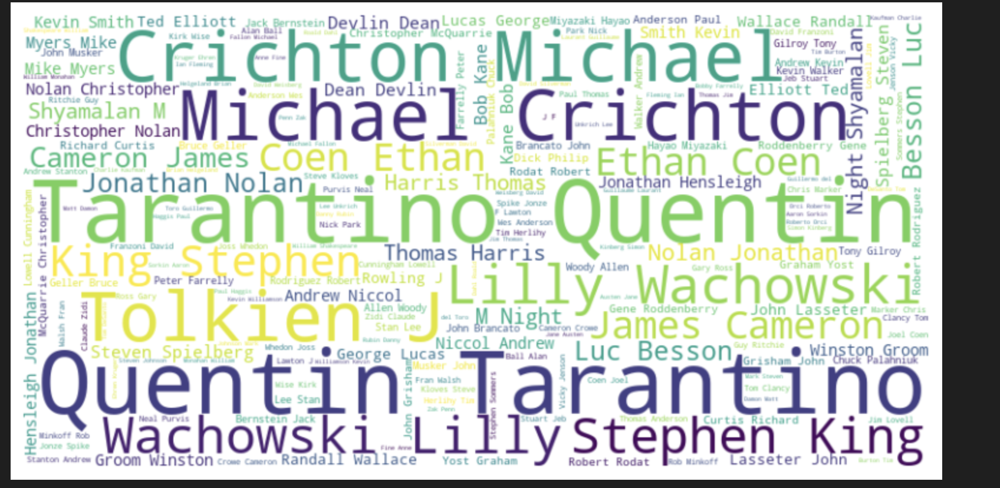 Kevin Smith
Ted Elliott
Jack Bernstein
Devlin Dean
Lucas George
Miyazaki Hayao
Anderson Paul
Wallace Randall
Kaufman Charlie
Shakespeare William
Alan Ball
Fallon Michael
Roald Dahl
Christopher McQuarrie
Park Nick
Laurent Guillaume
Smith Kevin
David Franzoni
Myers Mike
John Musker
Kirk Wise
Crichton Michael
Gilroy Tony
Tim Burton
Kruger Ehren
Ian Fleming
Anne Fine
Mike Myers
Andrew Kevin
Kevin Walker
Jeb Stuart
William Monahan
Helgeland Brian
David Weisberg
David Silverman
Bobby Farrelly
Nolan Christopher
Anderson Wes
Dean Devlin
Paul Thomas
Fleming Ian
Thomas Jim
Elliott Ted
Ritchie Guy
Shyamalan M
Michael Crichton
Penn Zak
J F
Unkrich Lee
Christopher Nolan
Farrelly Peter
Bob Kane
Palahniuk Chuck
Kane Bob
Walker Andrew
Night Shyamalan
Lovell Jim
Spielberg Steven
Jenson Vicky
Sommers Stephen
Besson Luc
Richard Curtis
Bruce Geller
Michael Fallon
Silverman David
Brancato John
Hayao Miyazaki
Roddenberry Gene
Cameron James
Coen Ethan
Dick Philip
Ethan Coen
Andrew Stanton
Charlie Kaufman
Brian Helgeland
Rodat Robert
Jonathan Nolan
Steve Kloves
Harris Thomas
Jonathan Hensleigh
Guillermo del
Purvis Neal
Weisberg David
Guillaume Laurent
Chris Marker
DeSanto Tom
Tarantino Quentin
Matt Damon
Toro Guillermo
Haggis Paul
Lee Unkrich
Danny Rubin
Nick Park
Spike Jonze
F Lawton
Wes Anderson
Tim Herlihy
Jim Thomas
Orci Roberto
Aaron Sorkin
Roberto Orci
Simon Kinberg
Lowell Cunningham
McQuarrie Christopher
Robert Rodriguez
Franzoni David
Joss Whedon
William Shakespeare
Kinberg Simon
King Stephen
Thomas Harris
Nolan Jonathan
Tony Gilroy
Sorkin Aaron
Cunningham Lowell
Woody Allen
Gary Ross
Graham Yost
Geller Bruce
Peter Farrelly
Rodriguez Robert
Rowling J
Dahl Roald
Lilly Wachowski
Ross Gary
Paul Haggis
Kevin Williamson
Andrew Niccol
Austen Jane
Tolkien J
Allen Woody
Zidi Claude
Stan Lee
del Toro
M Night
Gene Roddenberry
John Lasseter
Marker Chris
Walsh Fran
Claude Zidi
Tom DeSanto
John Brancato
Cameron Crowe
Jane Austen
James Cameron
Clancy Tom
Joel Coen
Johnson Mark
Rubin Danny
Niccol Andrew
Hensleigh Jonathan
Steven Spielberg
Whedon Joss
George Lucas
Luc Besson
Guy Ritchie
Winston Groom
Steven Johnson
Monahan William
Lawton J
Williamson Kevin
Ball Alan
Grisham John
Chuck Palahniuk
Quentin Tarantino
Ehren Kruger
Wise Kirk
Lee Stan
John Grisham
Musker John
Fran Walsh
Kloves Steve
Herlihy Tim
Zak Penn
Stephen Sommers
Vicky Jenson
Coen Joel
Mark Steven
Tom Clancy
Damon Matt
Neal Purvis
Bernstein Jack
Stuart Jeb
Thomas Anderson
Curtis Richard
Jim Lovell
Minkoff Rob
Jonze Spike
Wachowski Lilly
Fine Anne
Stephen King
Stanton Andrew
Groom Winston
Crowe Cameron
Randall Wallace
Yost Graham
Robert Rodat
Rob Minkoff
Lasseter John
Burton Tim